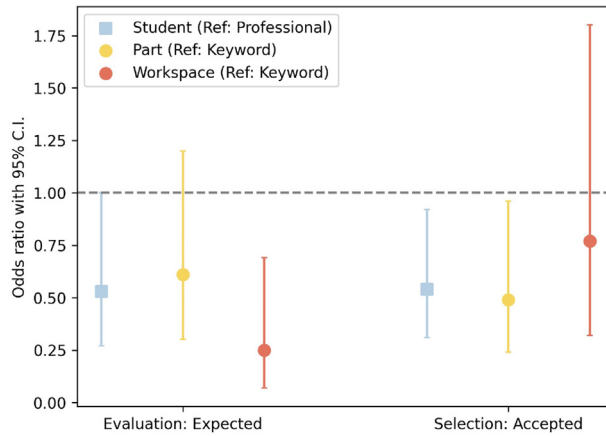 Student (Ref: Professional)
Part (Ref: Keyword)
Workspace (Ref: Keyword)
Odds ratio with 95% C.I.
1.75
1.50
1.25
1.00
0.75
0.50
0.25
0.00
Evaluation: Expected
Selection: Accepted